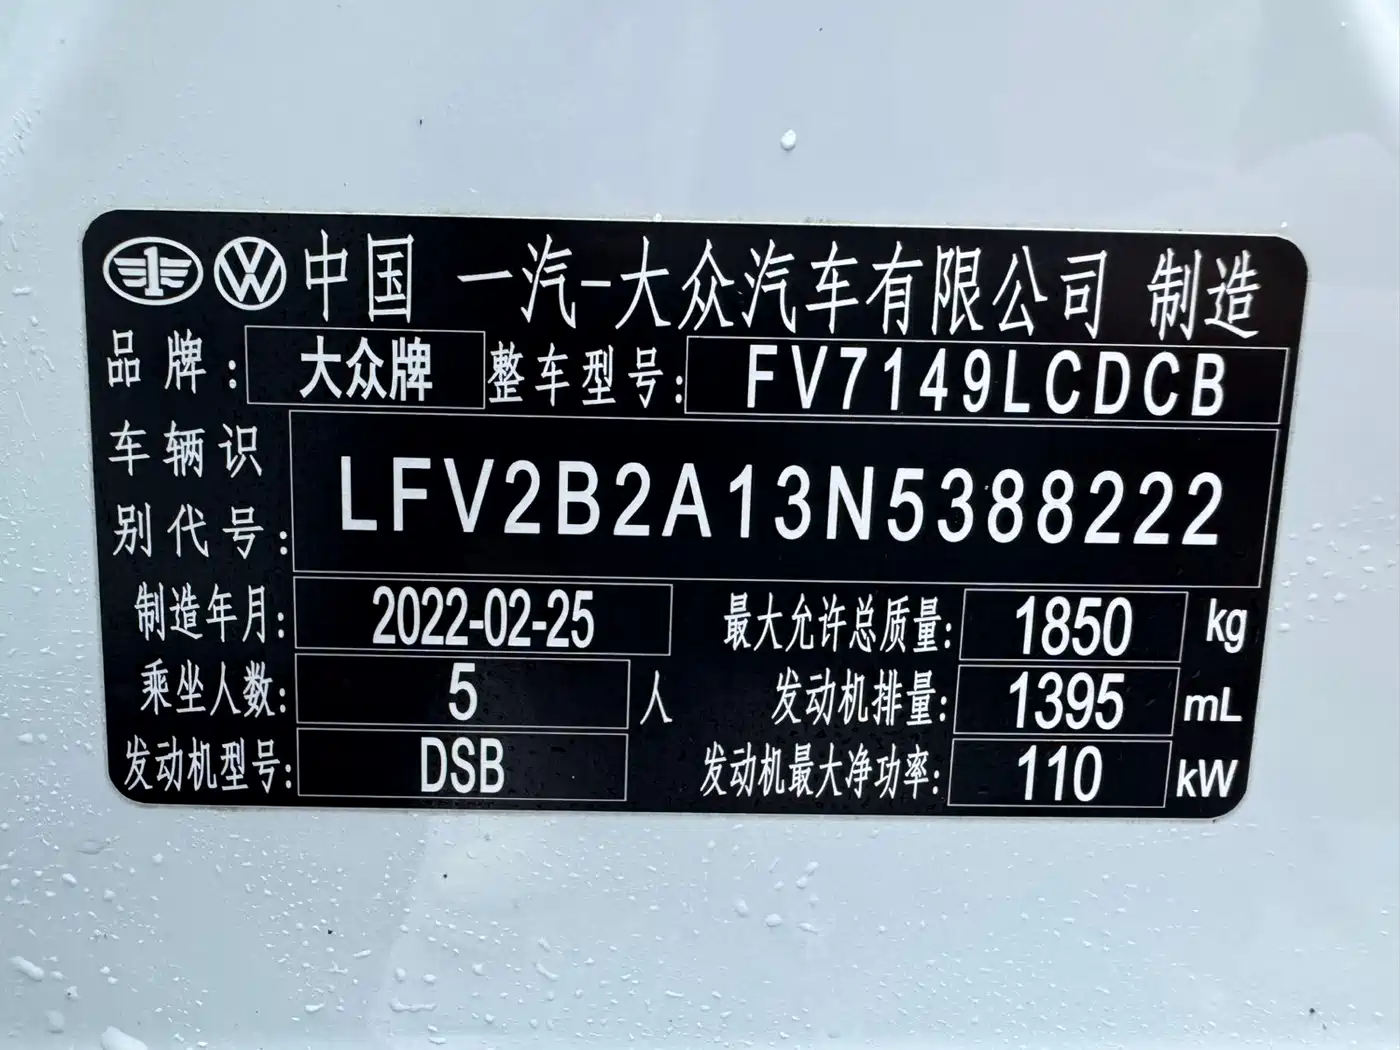 中国 一汽-大众汽车有限公司 制造
品牌: 大众牌 整车型号: FV7149LCDCB
车辆识别代号: LFV2B2A13N5388222
制造年月: 2022-02-25 最大允许总质量: 1850 kg
乘坐人数: 5 人 发动机排量: 1395 mL
发动机型号: DSB 发动机最大净功率: 110 kW